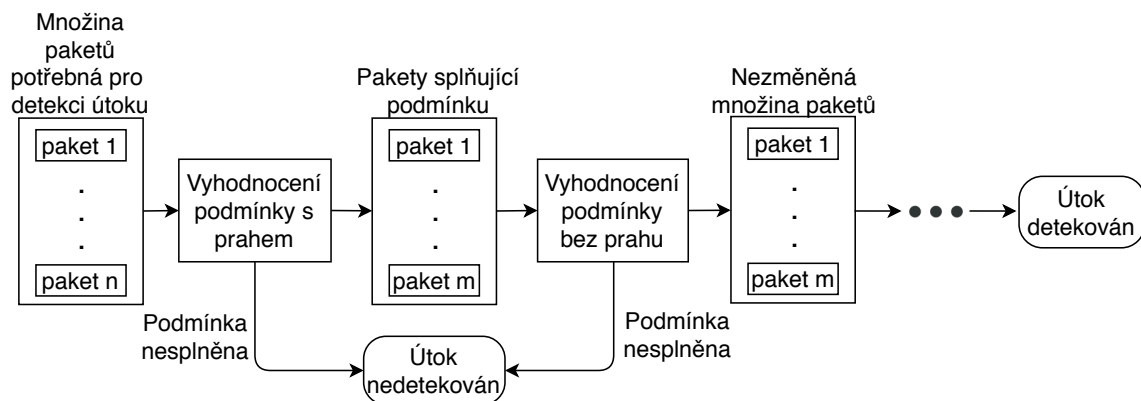 Množina
paketů
potřebná pro
detekci útoku
paket 1
.
.
.
paket n
Vyhodnocení
podmínky s
prahem
Podmínka
nesplněna
Pakety splňující
podmínku
paket 1
.
.
.
paket m
Vyhodnocení
podmínky
bez prahu
Podmínka
nesplněna
Útok
nedetekován
Nezměněná
množina paketů
paket 1
.
.
.
paket m
Útok
detekován